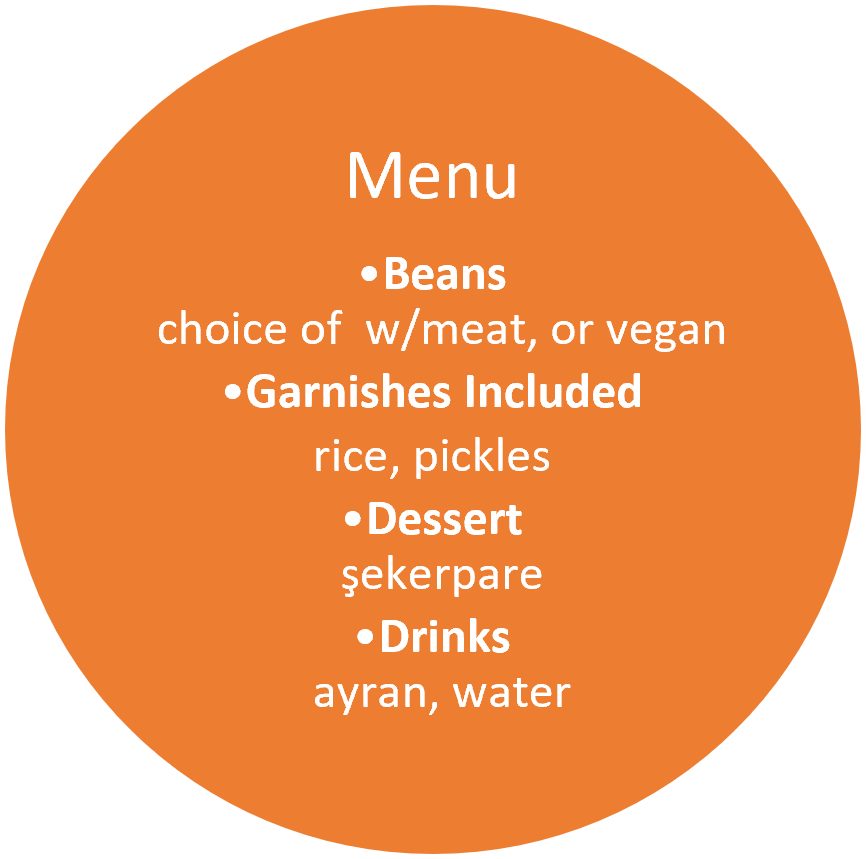 Menu
•Beans
choice of  w/meat, or vegan
•Garnishes Included
rice, pickles
•Dessert
şekerpare
•Drinks
ayran, water